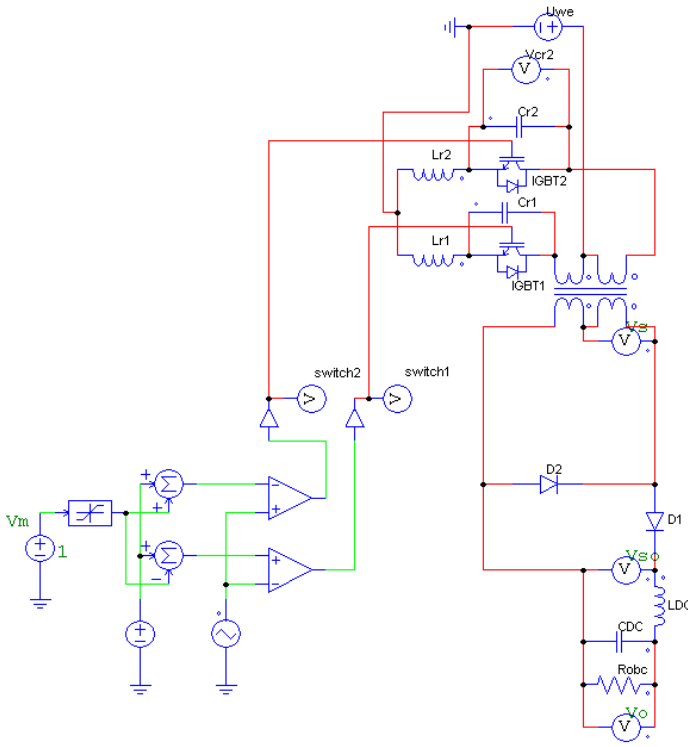 Uwe
V
Vcr2
Cr2
Lr2
IGBT2
Cr1
Lr1
IGBT1
Vs
V
switch2
switch1
V
V
D2
D1
Vm
1
Σ
Σ
Vso
V
LDC
CDC
Robc
Vo
V